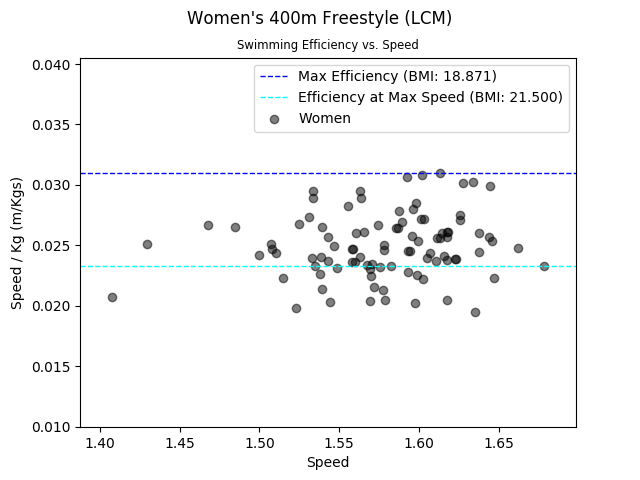 Women's 400m Freestyle (LCM)
Swimming Efficiency vs. Speed
Max Efficiency (BMI: 18.871)
Efficiency at Max Speed (BMI: 21.500)
Women
Speed / Kg (m/Kgs)
0.040
0.035
0.030
0.025
0.020
0.015
0.010
1.40 1.45 1.50 1.55 1.60 1.65
Speed